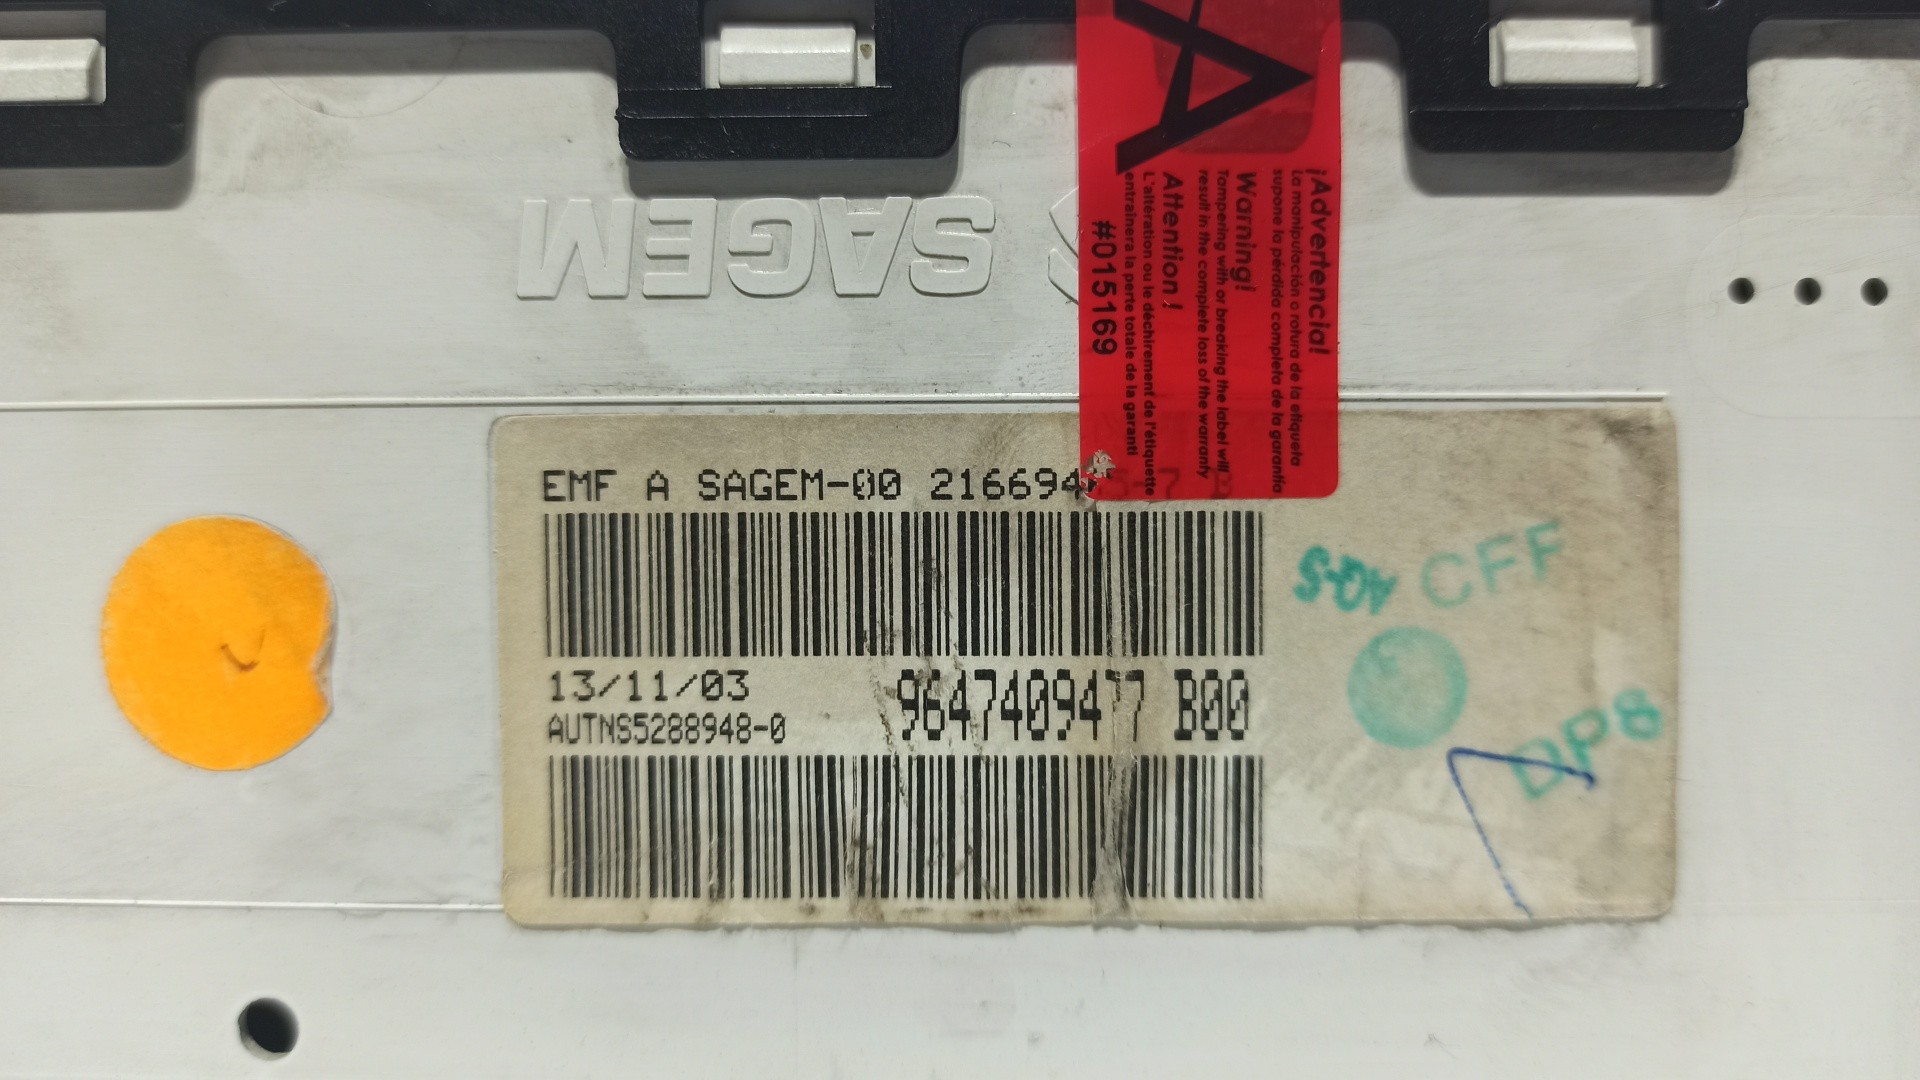 SAGEM
A
¡Advertencia!
La manipulación o rotura de la etiqueta
supone la pérdida completa de la garantía
Warning!
Tampering with or breaking the label will
result in the complete loss of the warranty
Attention !
L'altération ou le déchirement de l'étiquette
entraînera la perte totale de la garanti
#015169
EMF A SAGEM-00 216694
13/11/03
AUTNS5288948-0
9647409477 B00
CFF
DP8